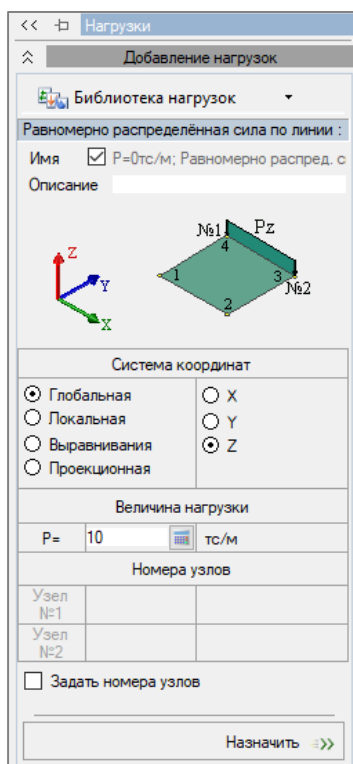 Нагрузки
Добавление нагрузок
Библиотека нагрузок
Равномерно распределённая сила по линии :
Имя P=0тс/м; Равномерно распред. с
Описание
Z
Y
X
№1 Pz
4
1
3
№2
2
Система координат
Глобальная X
Локальная Y
Выравнивания Z
Проекционная
Величина нагрузки
P= 10 тс/м
Номера узлов
Узел
№1
Узел
№2
Задать номера узлов
Назначить